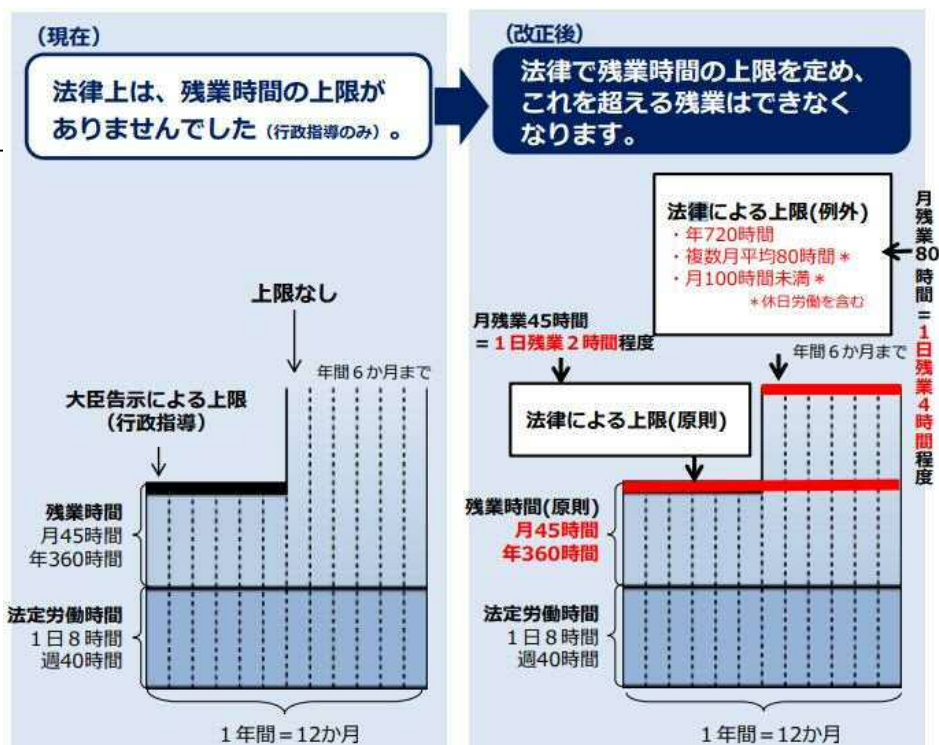 （現在）
法律上は、残業時間の上限が
ありませんでした（行政指導のみ）。
上限なし
年間６か月まで
大臣告示による上限
（行政指導）
残業時間
月45時間
年360時間
法定労働時間
１日８時間
週40時間
１年間＝12か月
（改正後）
法律で残業時間の上限を定め、
これを超える残業はできなく
なります。
法律による上限(例外)
・年720時間
・複数月平均80時間＊
・月100時間未満＊
＊休日労働を含む
月残業80時間＝１日残業４時間程度
月残業45時間
＝１日残業２時間程度
年間６か月まで
法律による上限(原則)
残業時間(原則)
月45時間
年360時間
法定労働時間
１日８時間
週40時間
１年間＝12か月